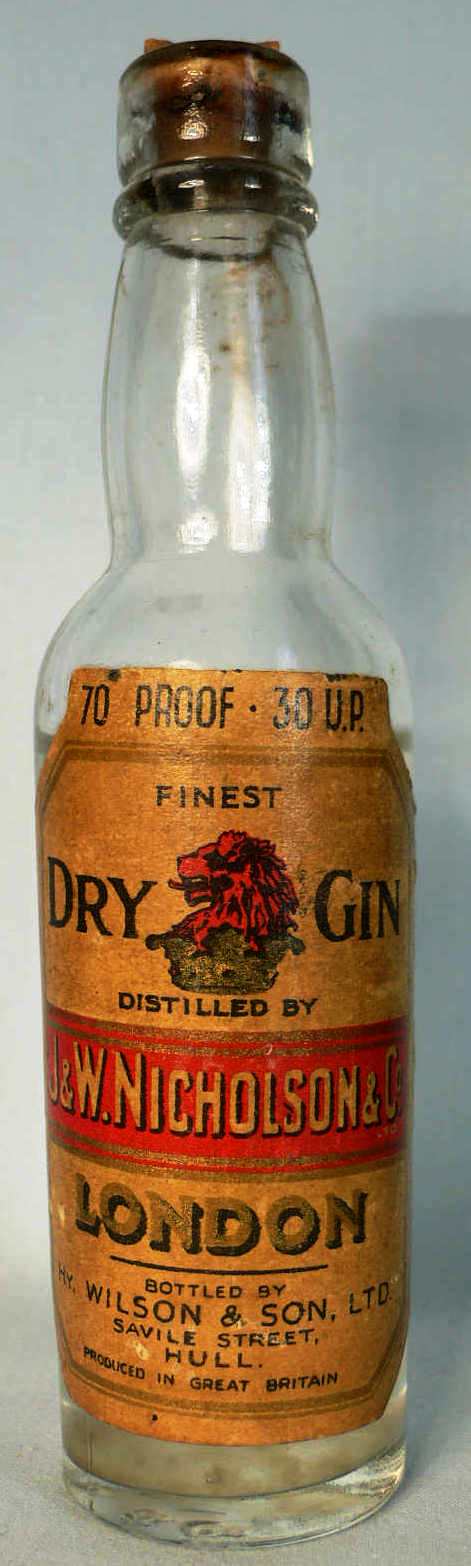 70 PROOF · 30 U.P.
FINEST
DRY GIN
DISTILLED BY
J&W. NICHOLSON & Co
LONDON
BOTTLED BY
HY. WILSON & SON, LTD.
SAVILE STREET,
HULL.
PRODUCED IN GREAT BRITAIN